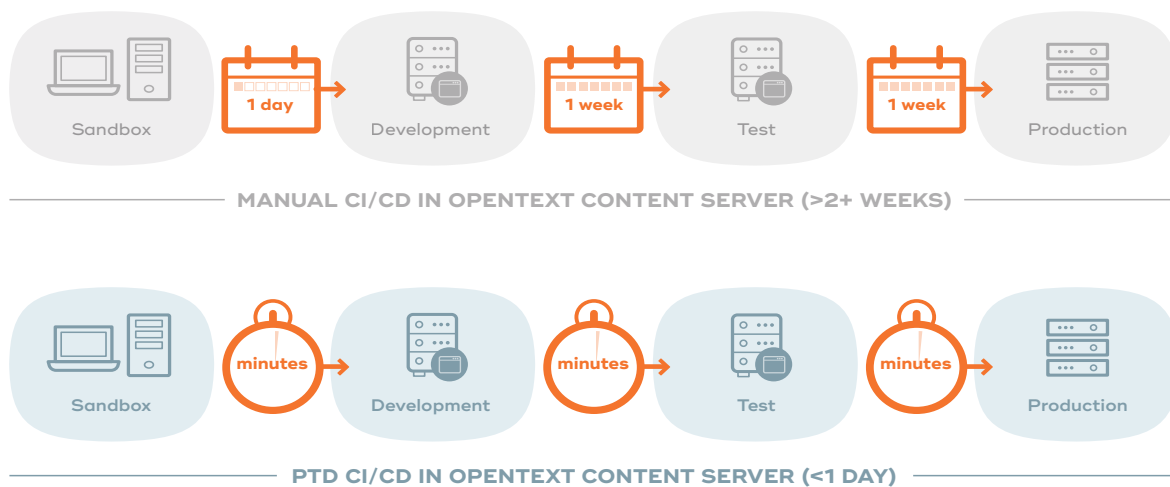 1 day
1 week
1 week
Sandbox
Development
Test
Production
MANUAL CI/CD IN OPENTEXT CONTENT SERVER (>2+ WEEKS)
minutes
minutes
minutes
Sandbox
Development
Test
Production
PTD CI/CD IN OPENTEXT CONTENT SERVER (<1 DAY)